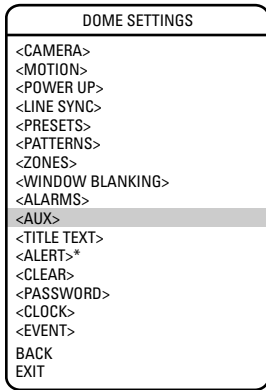 DOME SETTINGS
<CAMERA>
<MOTION>
<POWER UP>
<LINE SYNC>
<PRESETS>
<PATTERNS>
<ZONES>
<WINDOW BLANKING>
<ALARMS>
<AUX>
<TITLE TEXT>
<ALERT>*
<CLEAR>
<PASSWORD>
<CLOCK>
<EVENT>
BACK
EXIT